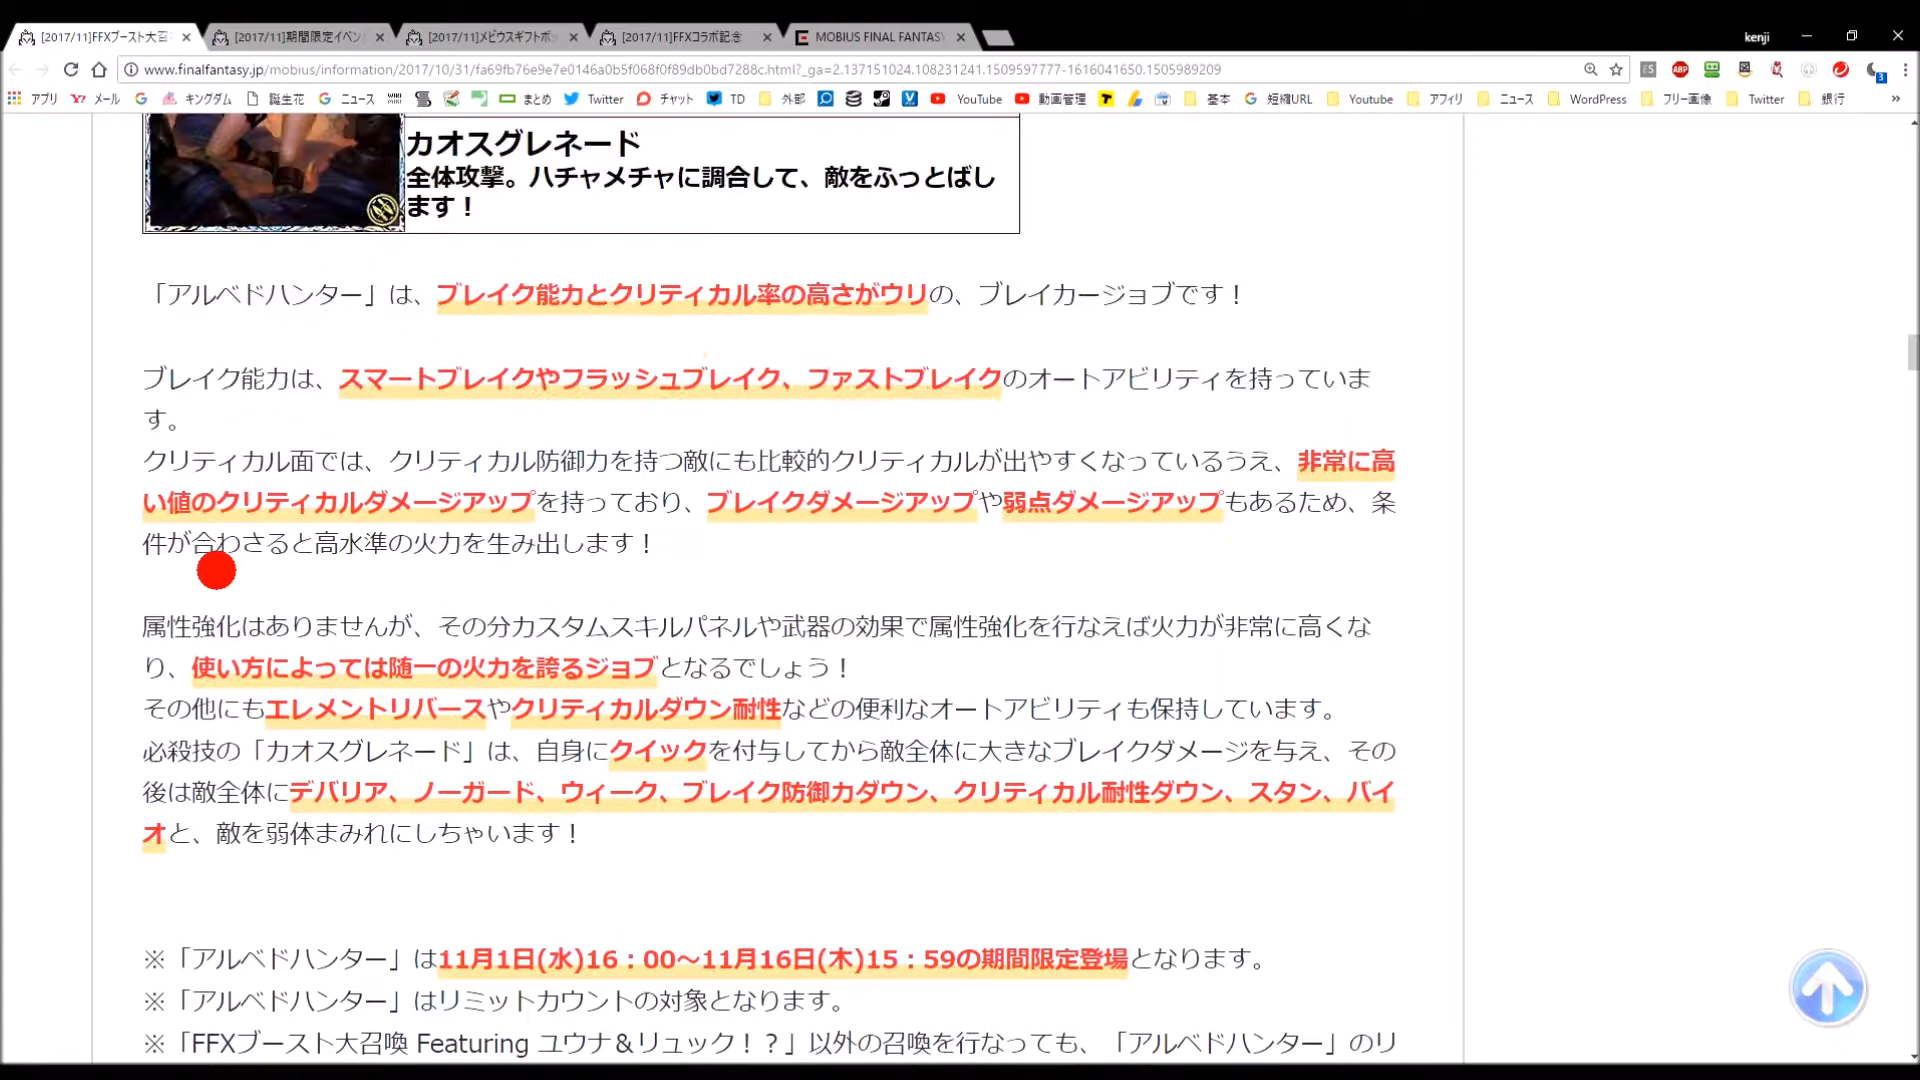 [2017/11]FFXブースト大召
[2017/11]期間限定イベン
[2017/11]メビウスギフトボッ
[2017/11]FFXコラボ記念
MOBIUS FINAL FANTASY
kenji
www.finalfantasy.jp/mobius/information/2017/10/31/fa69fb76e9e7e0146a0b5f068f0f89db0bd7288c.html?_ga=2.137151024.108231241.1509597777-1616041650.1505989209
アプリ メール キングダム 誕生花 ニュース まとめ Twitter チャット TD 外部 YouTube 動画管理 基本 短縮URL Youtube アフィリ ニュース WordPress フリー画像 Twitter 銀行
カオスグレネード
全体攻撃。ハチャメチャに調合して、敵をふっとばし
ます！
「アルベドハンター」は、ブレイク能力とクリティカル率の高さがウリの、ブレイカージョブです！
ブレイク能力は、スマートブレイクやフラッシュブレイク、ファストブレイクのオートアビリティを持っていま
す。
クリティカル面では、クリティカル防御力を持つ敵にも比較的クリティカルが出やすくなっているうえ、非常に高
い値のクリティカルダメージアップを持っており、ブレイクダメージアップや弱点ダメージアップもあるため、条
件が合わさると高水準の火力を生み出します！
属性強化はありませんが、その分カスタムスキルパネルや武器の効果で属性強化を行なえば火力が非常に高くな
り、使い方によっては随一の火力を誇るジョブとなるでしょう！
その他にもエレメントリバースやクリティカルダウン耐性などの便利なオートアビリティも保持しています。
必殺技の「カオスグレネード」は、自身にクイックを付与してから敵全体に大きなブレイクダメージを与え、その
後は敵全体にデバリア、ノーガード、ウィーク、ブレイク防御力ダウン、クリティカル耐性ダウン、スタン、バイ
オと、敵を弱体まみれにしちゃいます！
※「アルベドハンター」は11月1日(水)16：00～11月16日(木)15：59の期間限定登場となります。
※「アルベドハンター」はリミットカウントの対象となります。
※「FFXブースト大召喚 Featuring ユウナ＆リュック！？」以外の召喚を行なっても、「アルベドハンター」のリ